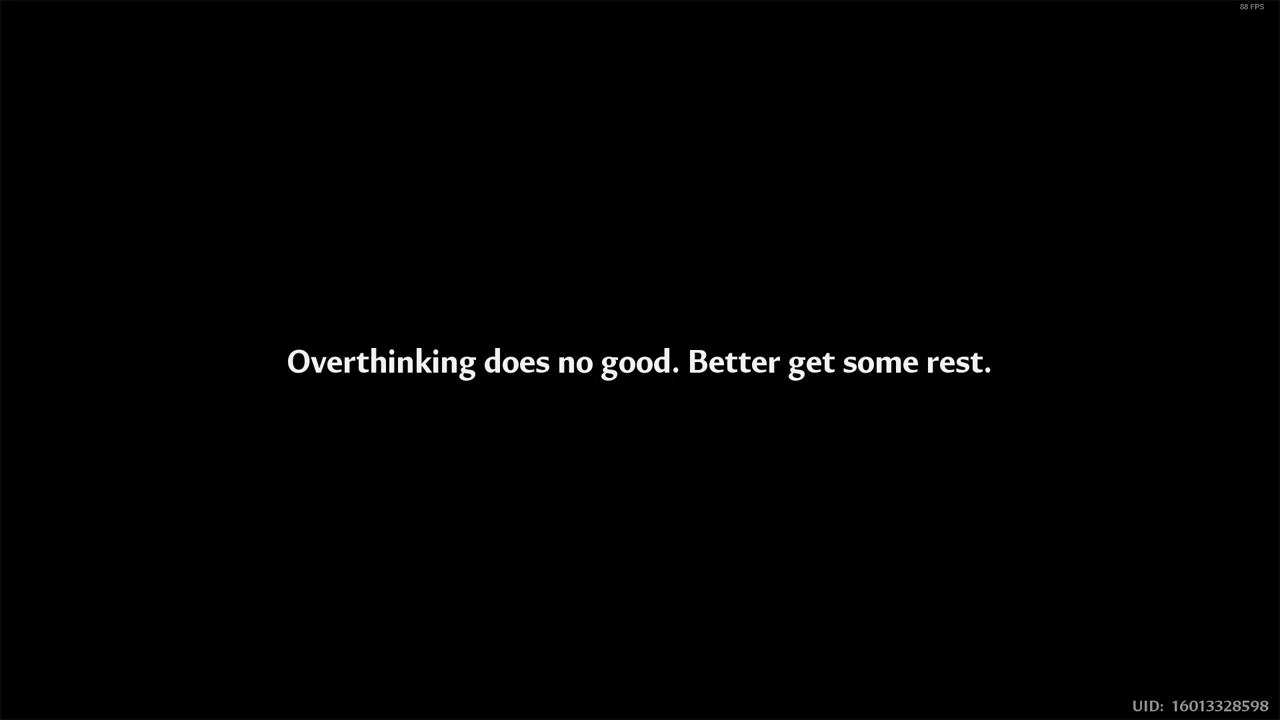 88 FPS
Overthinking does no good. Better get some rest.
UID: 16013328598